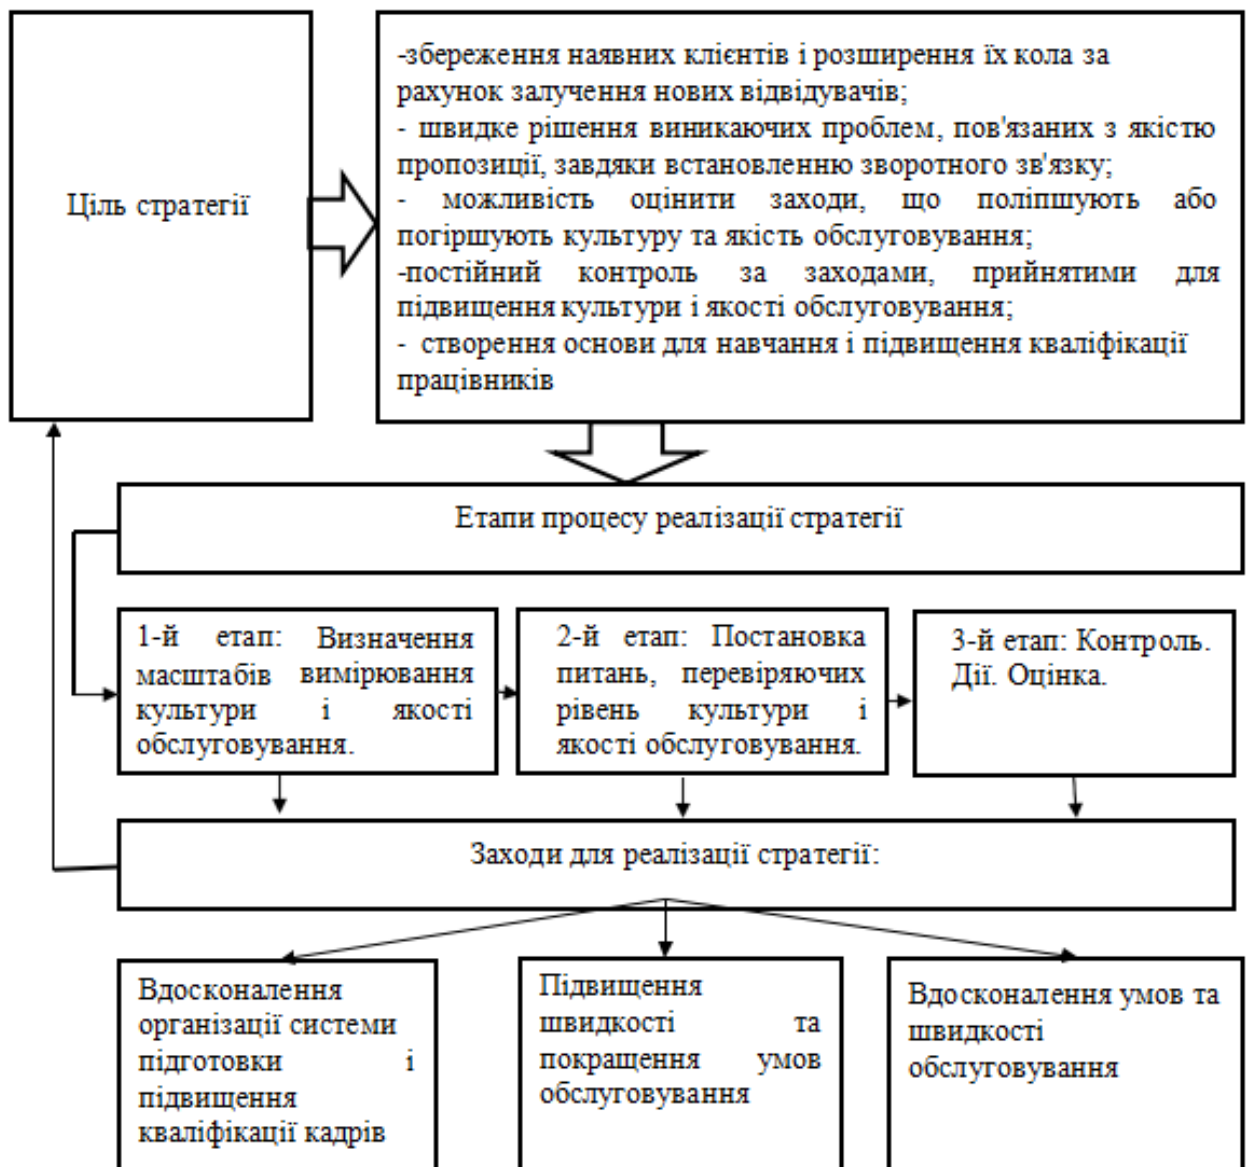 Ціль стратегії
-збереження наявних клієнтів і розширення їх кола за
рахунок залучення нових відвідувачів;
- швидке рішення виникаючих проблем, пов'язаних з якістю
пропозиції, завдяки встановленню зворотного зв'язку;
- можливість оцінити заходи, що поліпшують або
погіршують культуру та якість обслуговування;
-постійний контроль за заходами, прийнятими для
підвищення культури і якості обслуговування;
- створення основи для навчання і підвищення кваліфікації
працівників
Етапи процесу реалізації стратегії
1-й етап: Визначення
масштабів вимірювання
культури і якості
обслуговування.
2-й етап: Постановка
питань, перевіряючих
рівень культури і
якості обслуговування.
3-й етап: Контроль.
Дії. Оцінка.
Заходи для реалізації стратегії:
Вдосконалення
організації системи
підготовки і
підвищення
кваліфікації кадрів
Підвищення
швидкості та
покращення умов
обслуговування
Вдосконалення умов та
швидкості
обслуговування